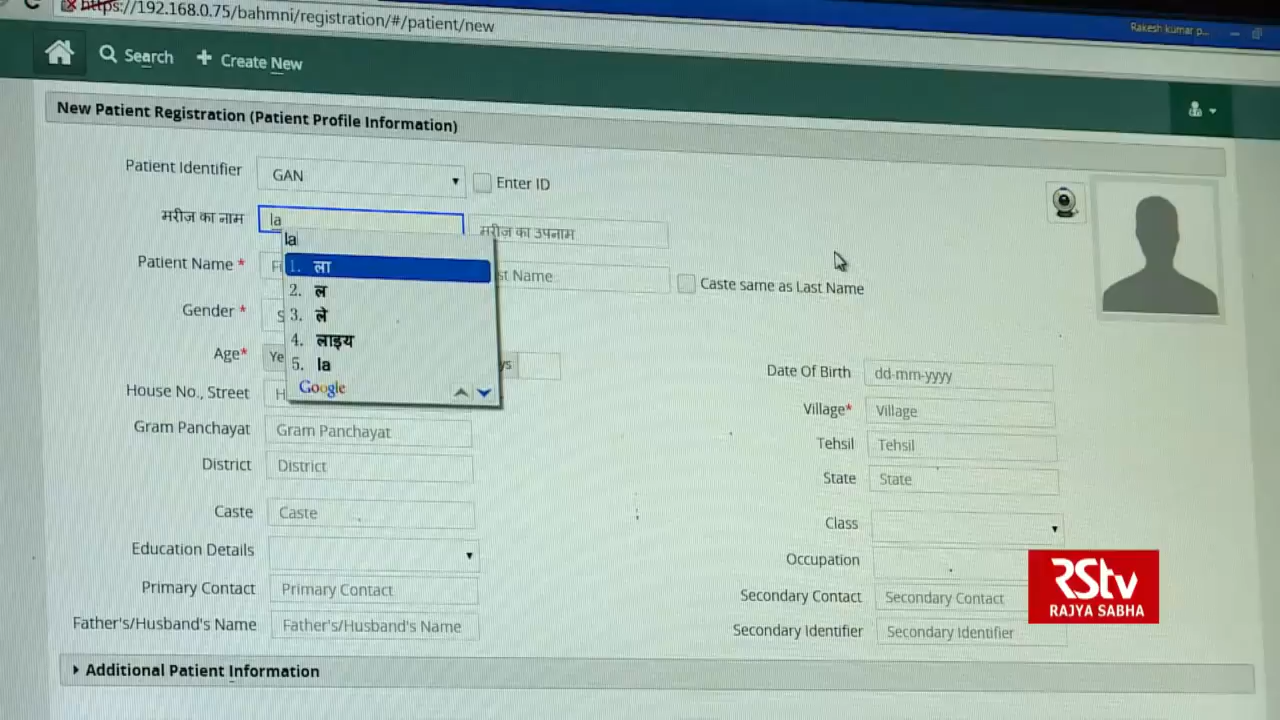 https://192.168.0.75/bahmni/registration/#/patient/new
Rakesh kumar p...
Search
Create New
New Patient Registration (Patient Profile Information)
Patient Identifier GAN Enter ID
मरीज़ का नाम la मरीज़ का उपनाम
la
1. ला
2. ल
3. ले
4. लाइय
5. la
Google
Patient Name * st Name Caste same as Last Name
Gender *
Age* Ye ys Date Of Birth dd-mm-yyyy
House No., Street H Village* Village
Gram Panchayat Gram Panchayat Tehsil Tehsil
District District State State
Caste Caste Class
Education Details Occupation
Primary Contact Primary Contact Secondary Contact Secondary Contact
Father's/Husband's Name Father's/Husband's Name Secondary Identifier Secondary Identifier
Additional Patient Information
RStv
RAJYA SABHA